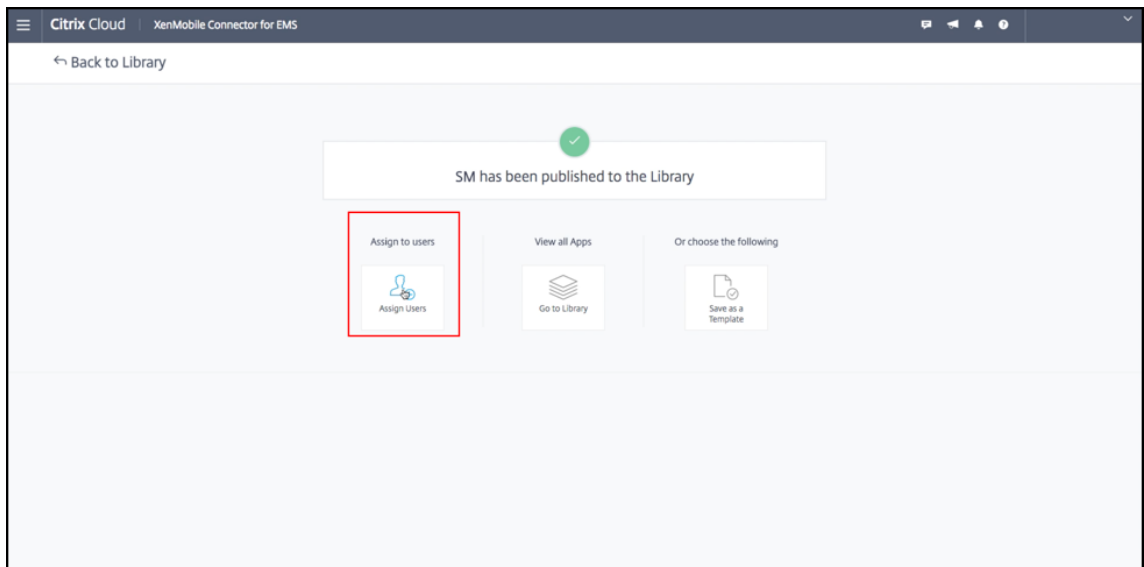 Citrix Cloud | XenMobile Connector for EMS
Back to Library
SM has been published to the Library
Assign to users
View all Apps
Or choose the following
Assign Users
Go to Library
Save as a
Template